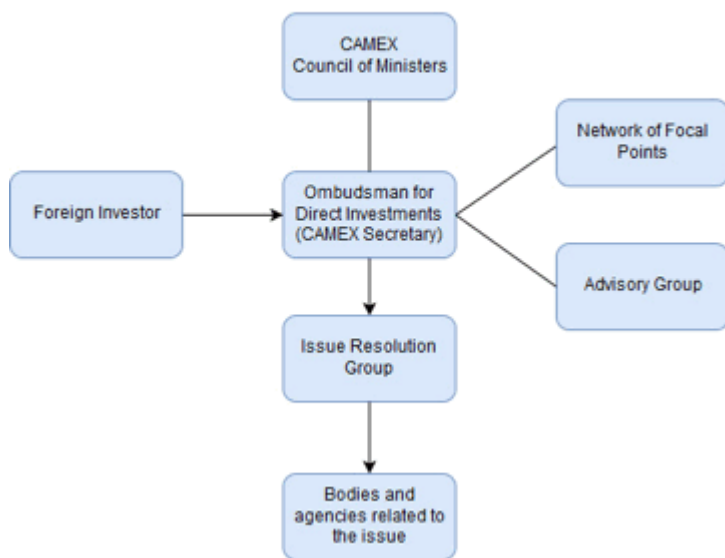 CAMEX
Council of Ministers
Network of Focal
Points
Foreign Investor
Ombudsman for
Direct Investments
(CAMEX Secretary)
Advisory Group
Issue Resolution
Group
Bodies and
agencies related to
the issue